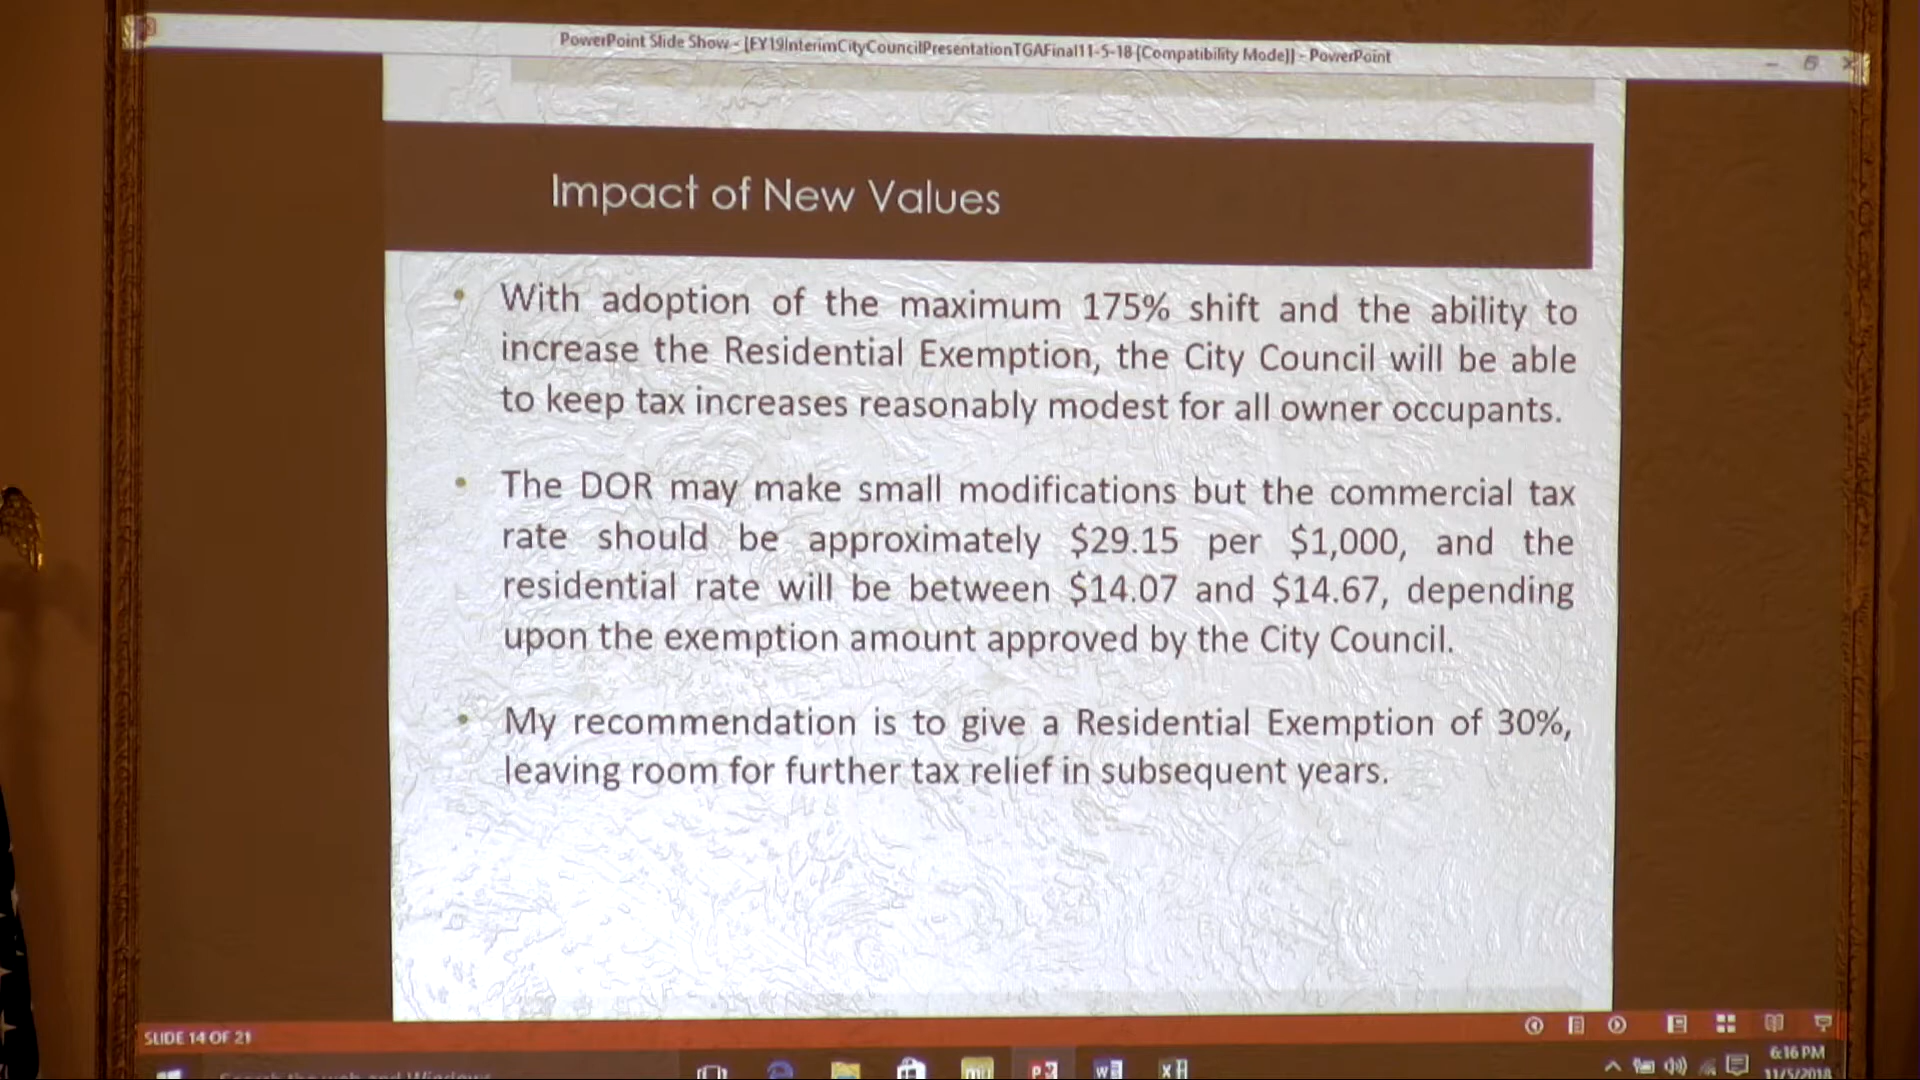 PowerPoint Slide Show - [FY19InterimCityCouncilPresentationTGAFinal11-5-18 [Compatibility Mode]] - PowerPoint
Impact of New Values
• With adoption of the maximum 175% shift and the ability to
increase the Residential Exemption, the City Council will be able
to keep tax increases reasonably modest for all owner occupants.
• The DOR may make small modifications but the commercial tax
rate should be approximately $29.15 per $1,000, and the
residential rate will be between $14.07 and $14.67, depending
upon the exemption amount approved by the City Council.
• My recommendation is to give a Residential Exemption of 30%,
leaving room for further tax relief in subsequent years.
SLIDE 14 OF 21
6:16 PM
11/5/2018